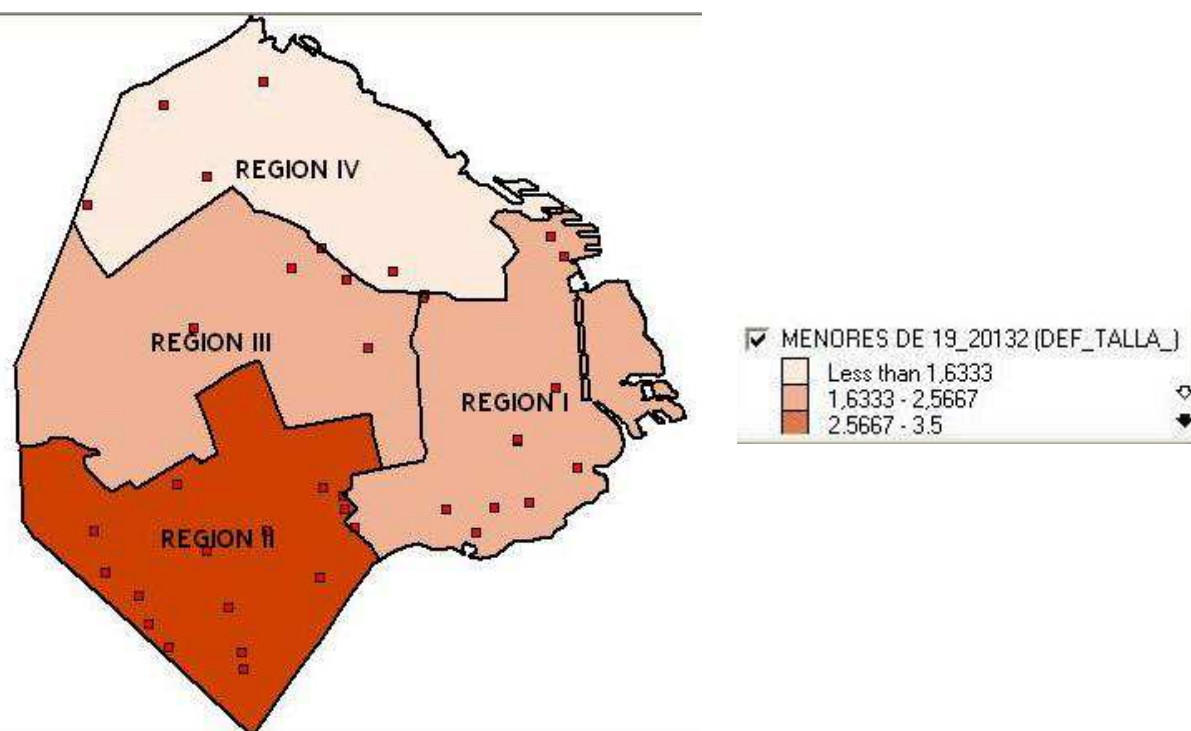 REGION IV
REGION III
REGION I
REGION II
MENORES DE 19_20132 (DEF_TALLA_)
Less than 1,6333
1,6333 - 2,5667
2.5667 - 3.5